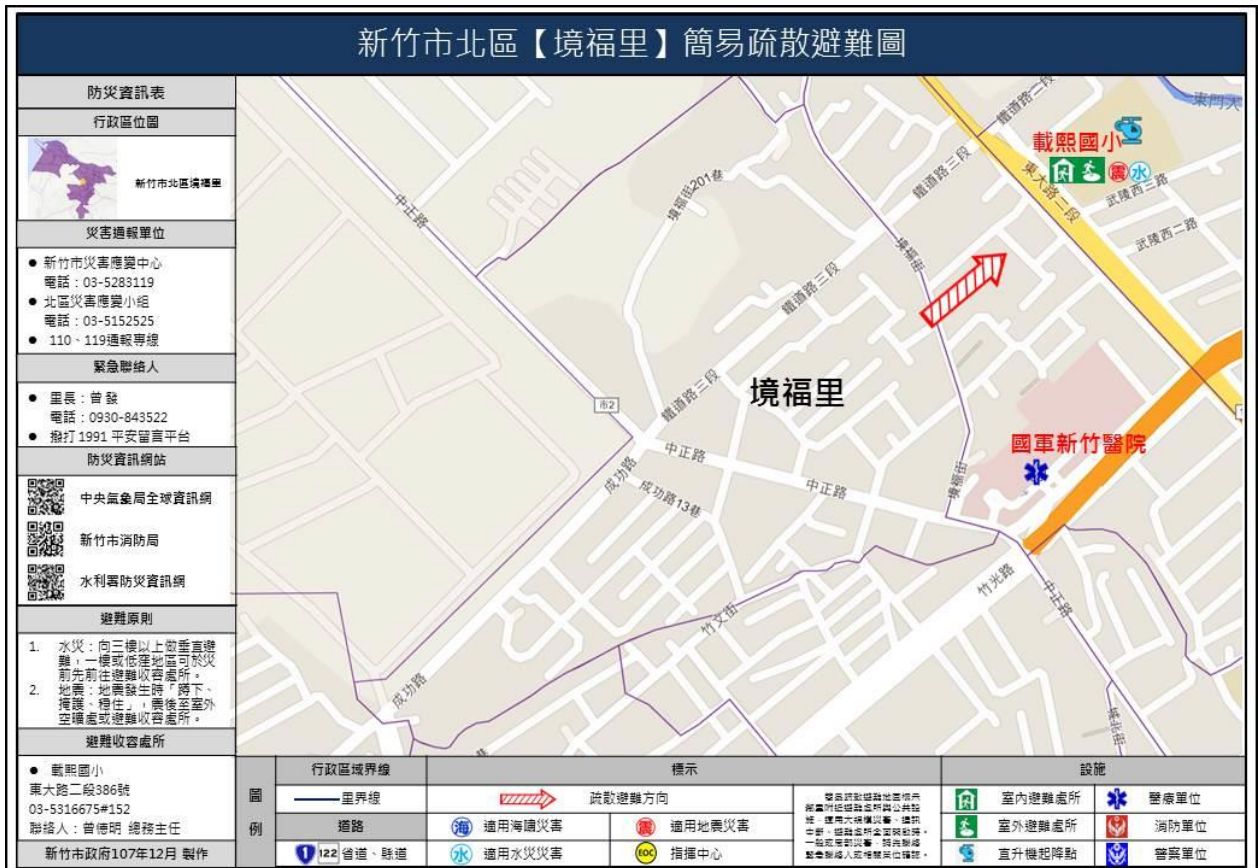 新竹市北區【境福里】簡易疏散避難圖
防災資訊表
行政區位圖
新竹市北區境福里
災害通報單位
● 新竹市災害應變中心
電話：03-5283119
● 北區災害應變小組
電話：03-5152525
● 110、119通報專線
緊急聯絡人
● 里長：曾發
電話：0930-843522
● 撥打1991平安留言平台
防災資訊網站
中央氣象局全球資訊網
新竹市消防局
水利署防災資訊網
避難原則
1. 水災：向三樓以上做垂直避
難，一樓或低窪地區可於災
前先前往避難收容處所。
2. 地震：地震發生時「蹲下、
掩護、穩住」，震後至室外
空曠處或避難收容處所。
避難收容處所
● 載熙國小
東大路二段386號
03-5316675#152
聯絡人：曾德明 總務主任
新竹市政府107年12月 製作
鐵道路二段
東門大
載熙國小
震
水
東大路二段
武陵西三路
武陵西二路
鐵道路三段
境福街201巷
中正路
境福街
鐵道路三段
境福里
市2
鐵道路三段
中正路
國軍新竹醫院
成功路
成功路13巷
中正路
境福街
竹光路
中正路
竹文街
成功路
巷
圖例
行政區域界線
里界線
道路
1 122 省道、縣道
標示
疏散避難方向
海 適用海嘯災害
震 適用地震災害
水 適用水災災害
EOC 指揮中心
設施
室內避難所
醫療單位
室外避難所
消防單位
直升機起降點
警察單位